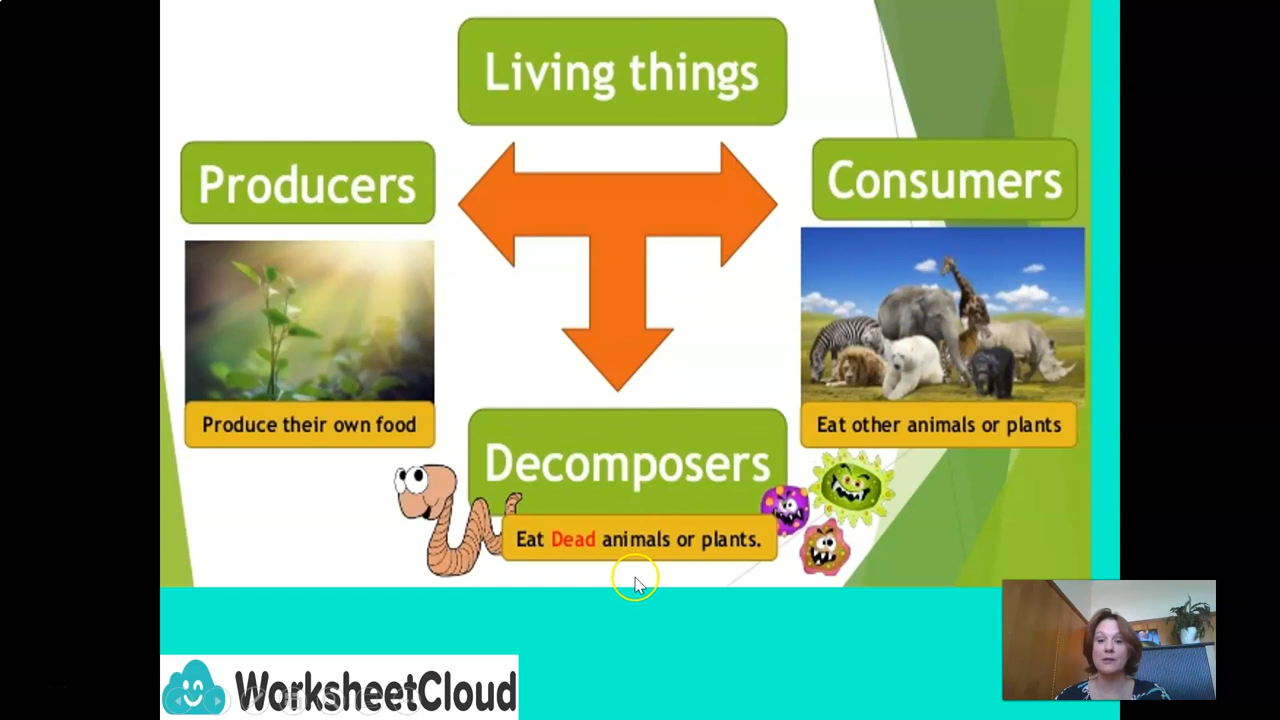 Living things
Producers
Consumers
Produce their own food
Eat other animals or plants
Decomposers
Eat Dead animals or plants.
WorksheetCloud